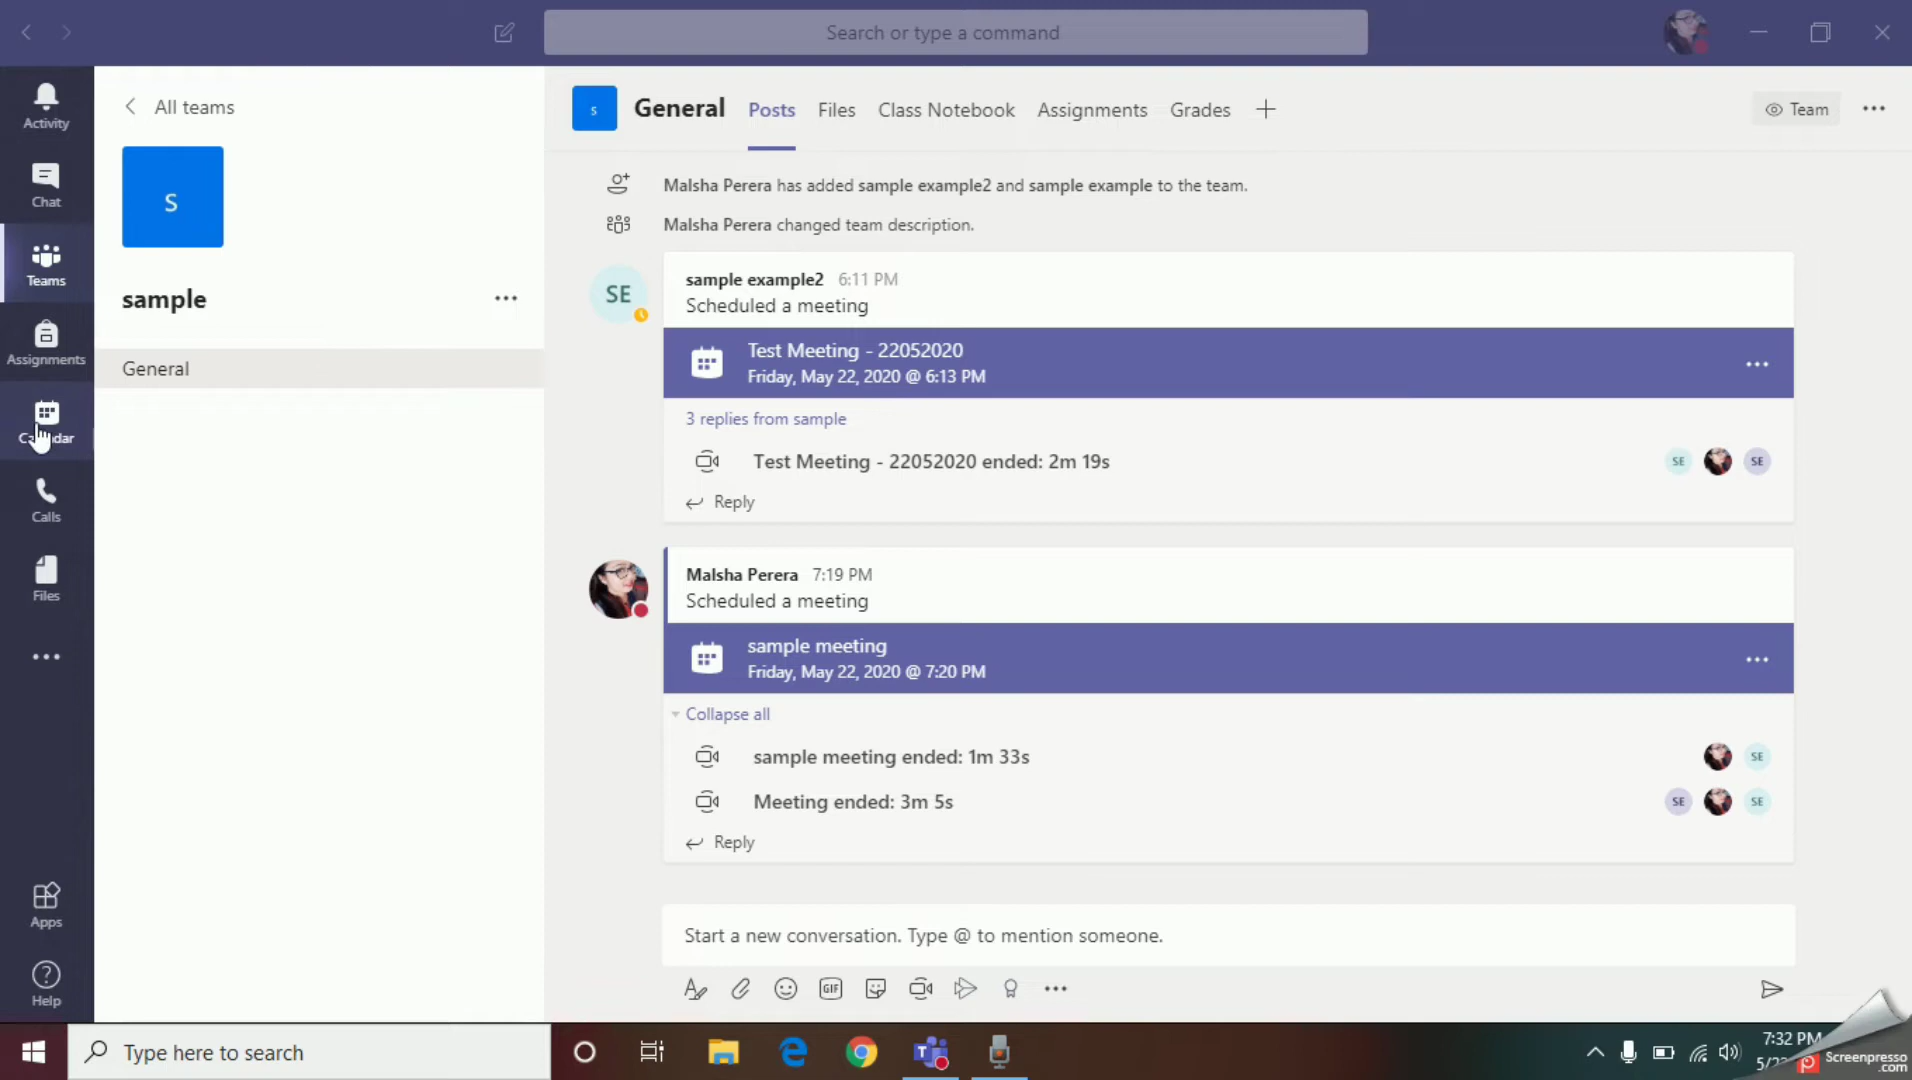 Search or type a command
Activity
Chat
Teams
Assignments
Calls
Files
Apps
Help
All teams
S
sample
General
s
General
Posts
Files
Class Notebook
Assignments
Grades
Team
Malsha Perera has added sample example2 and sample example to the team.
Malsha Perera changed team description.
SE
sample example2 6:11 PM
Scheduled a meeting
Test Meeting - 22052020
Friday, May 22, 2020 @ 6:13 PM
3 replies from sample
Test Meeting - 22052020 ended: 2m 19s
SE
SE
Reply
Malsha Perera 7:19 PM
Scheduled a meeting
sample meeting
Friday, May 22, 2020 @ 7:20 PM
Collapse all
sample meeting ended: 1m 33s
SE
Meeting ended: 3m 5s
SE
SE
Reply
Start a new conversation. Type @ to mention someone.
GIF
Type here to search
7:32 PM
Screenpresso
.com